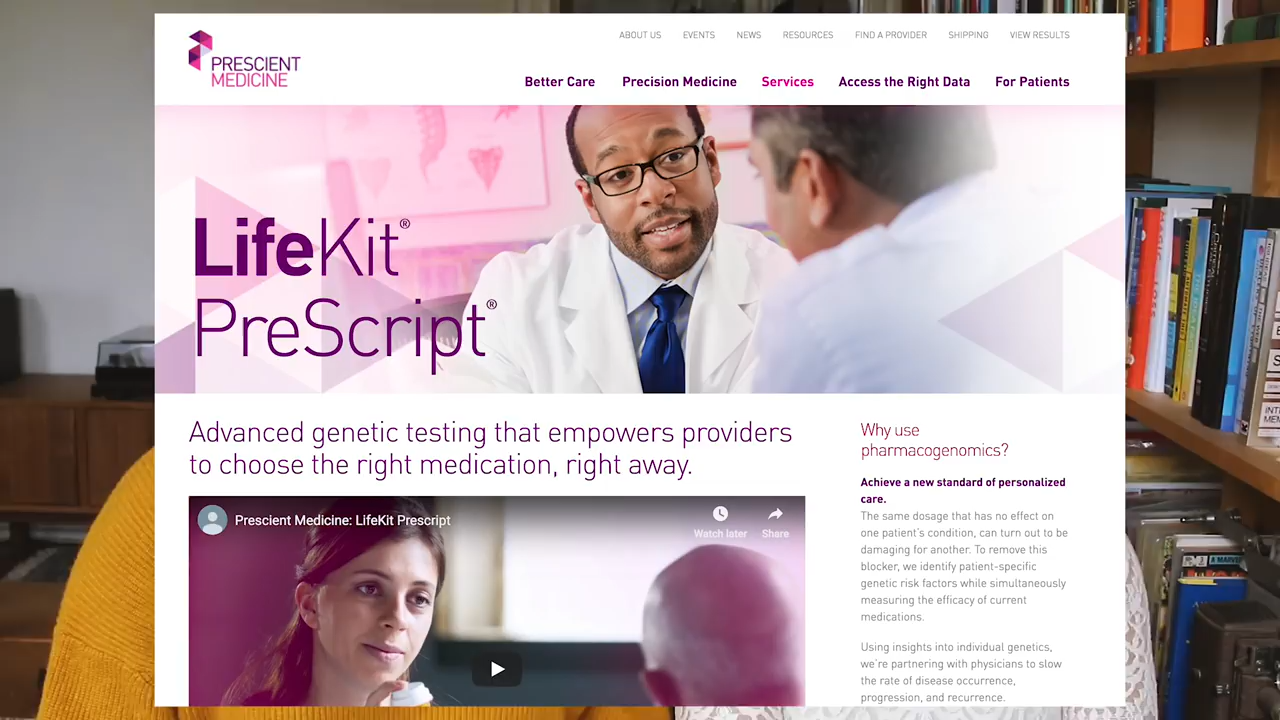 PRESCIENT
MEDICINE
ABOUT US EVENTS NEWS RESOURCES FIND A PROVIDER SHIPPING VIEW RESULTS
Better Care Precision Medicine Services Access the Right Data For Patients
LifeKit®
PreScript®
Advanced genetic testing that empowers providers
to choose the right medication, right away.
Prescient Medicine: LifeKit Prescript
Watch later
Share
Why use
pharmacogenomics?
Achieve a new standard of personalized
care.
The same dosage that has no effect on
one patient's condition, can turn out to be
damaging for another. To remove this
blocker, we identify patient-specific
genetic risk factors while simultaneously
measuring the efficacy of current
medications.
Using insights into individual genetics,
we're partnering with physicians to slow
the rate of disease occurrence,
progression, and recurrence.